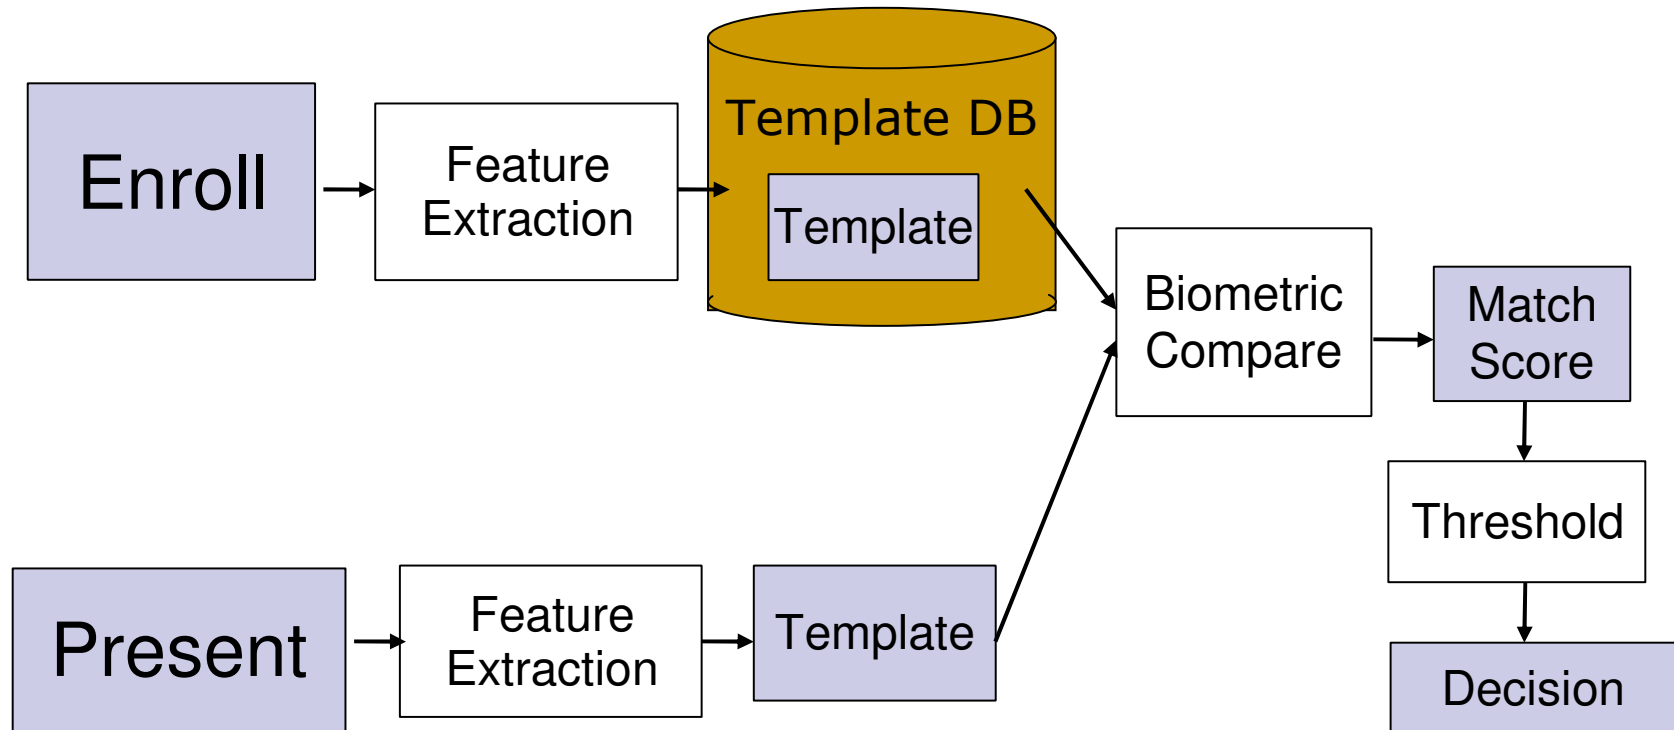 Enroll
Feature
Extraction
Template DB
Template
Biometric
Compare
Match
Score
Threshold
Present
Feature
Extraction
Template
Decision